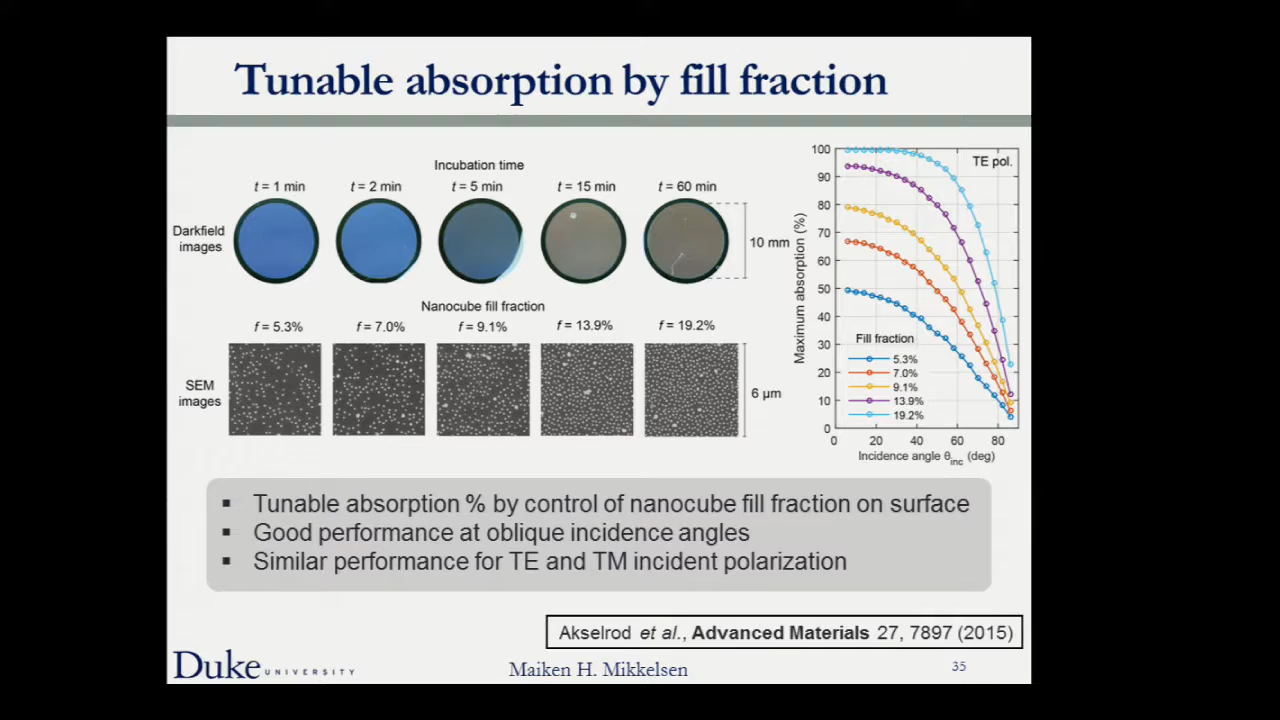 Tunable absorption by fill fraction
Incubation time
t = 1 min t = 2 min t = 5 min t = 15 min t = 60 min
Darkfield
images
10 mm
Nanocube fill fraction
f = 5.3% f = 7.0% f = 9.1% f = 13.9% f = 19.2%
SEM
images
6 µm
TE pol.
Maximum absorption (%)
100
90
80
70
60
50
40
30
20
10
0
Fill fraction
5.3%
7.0%
9.1%
13.9%
19.2%
0 20 40 60 80
Incidence angle θinc (deg)
▪ Tunable absorption % by control of nanocube fill fraction on surface
▪ Good performance at oblique incidence angles
▪ Similar performance for TE and TM incident polarization
Akselrod et al., Advanced Materials 27, 7897 (2015)
Duke UNIVERSITY
Maiken H. Mikkelsen
35